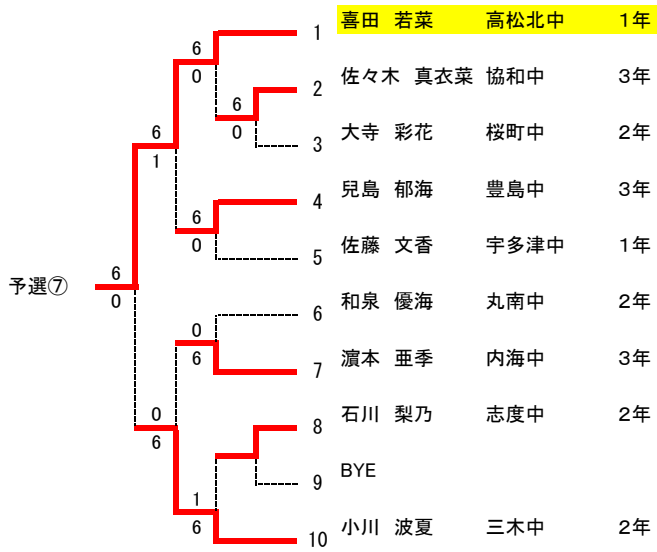 1 喜田 若菜 高松北中 1年
6
0
2 佐々木 真衣菜 協和中 3年
6
0
3 大寺 彩花 桜町中 2年
6
1
4 兒島 郁海 豊島中 3年
6
0
5 佐藤 文香 宇多津中 1年
予選⑦
6
0
6 和泉 優海 丸南中 2年
0
6
7 濵本 亜季 内海中 3年
8 石川 梨乃 志度中 2年
0
6
9 BYE
1
6
10 小川 波夏 三木中 2年